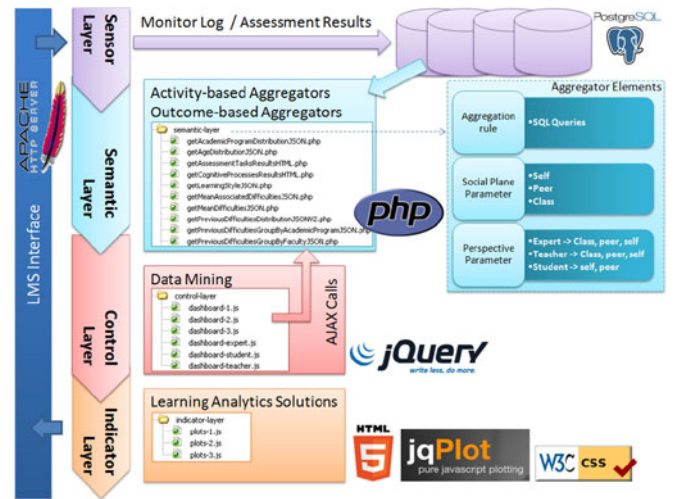 LMS Interface
APACHE
HTTP SERVER
Sensor
Layer
Monitor Log / Assessment Results
PostgreSQL
Semantic
Layer
Activity-based Aggregators
Outcome-based Aggregators
semantic-layer
getAcademicProgramDistributionJSON.php
getAgeDistributionJSON.php
getAssessmentTasksResultsHTML.php
getCognitiveProcessesResultsHTML.php
getLearningStyleJSON.php
getMeanAssociatedDifficultiesJSON.php
getMeanDifficultiesJSON.php
getPreviousDifficultiesDistributionJSONV2.php
getPreviousDifficultiesGroupByAcademicProgramJSON.php
getPreviousDifficultiesGroupByFacultyJSON.php
php
Aggregator Elements
Aggregation
rule
•SQL Queries
Social Plane
Parameter
•Self
•Peer
•Class
Perspective
Parameter
•Expert -> Class, peer, self
•Teacher -> Class, peer, self
•Student -> self, peer
Control
Layer
Data Mining
control-layer
dashboard-1.js
dashboard-2.js
dashboard-3.js
dashboard-expert.js
dashboard-student.js
dashboard-teacher.js
AJAX Calls
jQuery
write less, do more.
Indicator
Layer
Learning Analytics Solutions
indicator-layer
plots-1.js
plots-2.js
plots-3.js
HTML
5
jqPlot
pure javascript plotting
W3C css